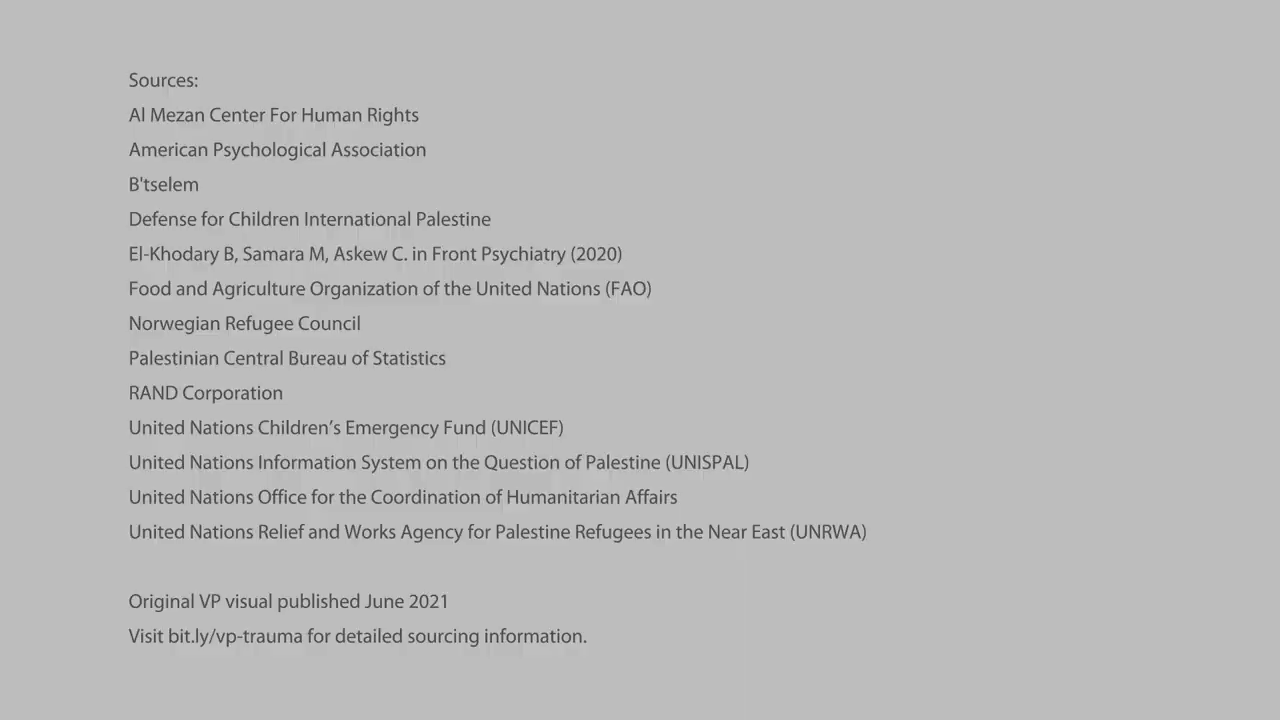 Sources:
Al Mezan Center For Human Rights
American Psychological Association
B'tselem
Defense for Children International Palestine
El-Khodary B, Samara M, Askew C. in Front Psychiatry (2020)
Food and Agriculture Organization of the United Nations (FAO)
Norwegian Refugee Council
Palestinian Central Bureau of Statistics
RAND Corporation
United Nations Children’s Emergency Fund (UNICEF)
United Nations Information System on the Question of Palestine (UNISPAL)
United Nations Office for the Coordination of Humanitarian Affairs
United Nations Relief and Works Agency for Palestine Refugees in the Near East (UNRWA)
Original VP visual published June 2021
Visit bit.ly/vp-trauma for detailed sourcing information.